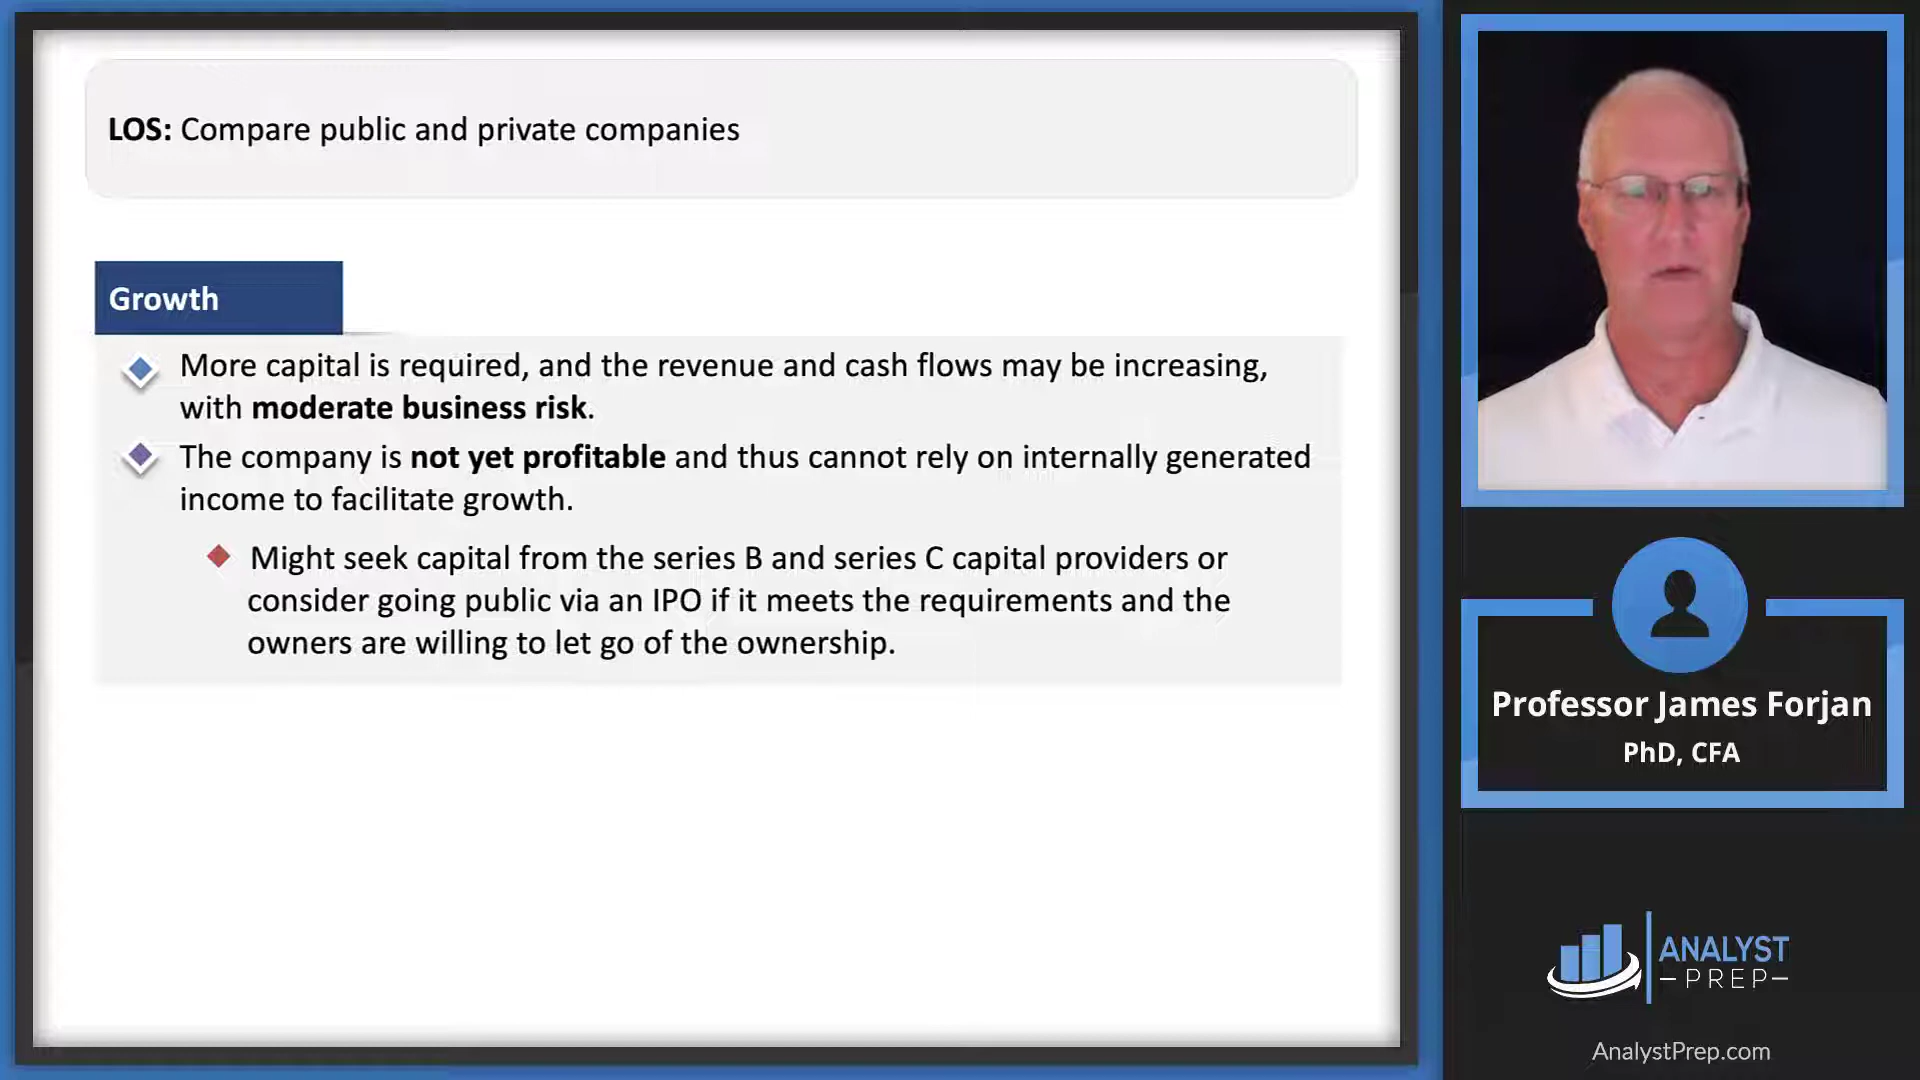 LOS: Compare public and private companies
Growth
More capital is required, and the revenue and cash flows may be increasing,
with moderate business risk.
The company is not yet profitable and thus cannot rely on internally generated
income to facilitate growth.
Might seek capital from the series B and series C capital providers or
consider going public via an IPO if it meets the requirements and the
owners are willing to let go of the ownership.
Professor James Forjan
PhD, CFA
ANALYST
PREP
AnalystPrep.com